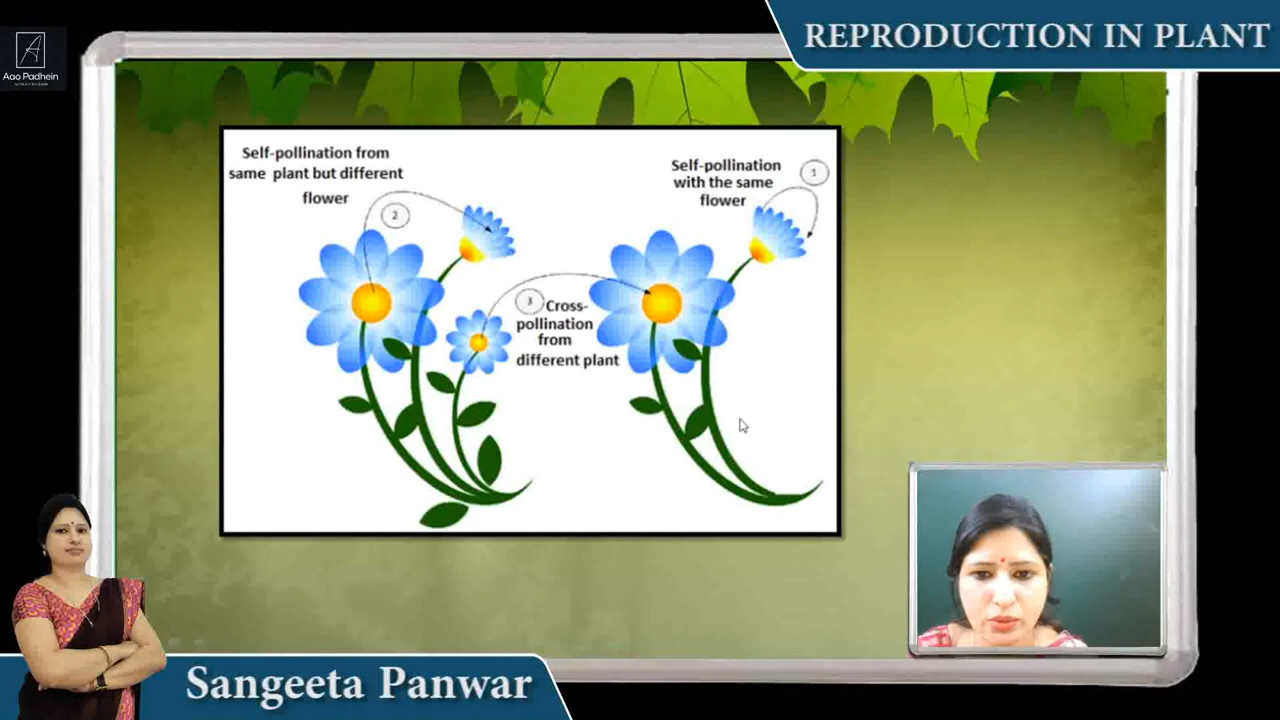 REPRODUCTION IN PLANT
Aao Padhein
Self-pollination from
same plant but different
flower
2
Self-pollination
with the same
flower
1
3
Cross-
pollination
from
different plant
Sangeeta Panwar